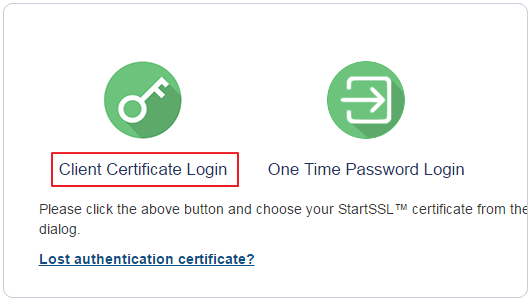 Client Certificate Login
One Time Password Login
Please click the above button and choose your StartSSL™ certificate from the
dialog.
Lost authentication certificate?